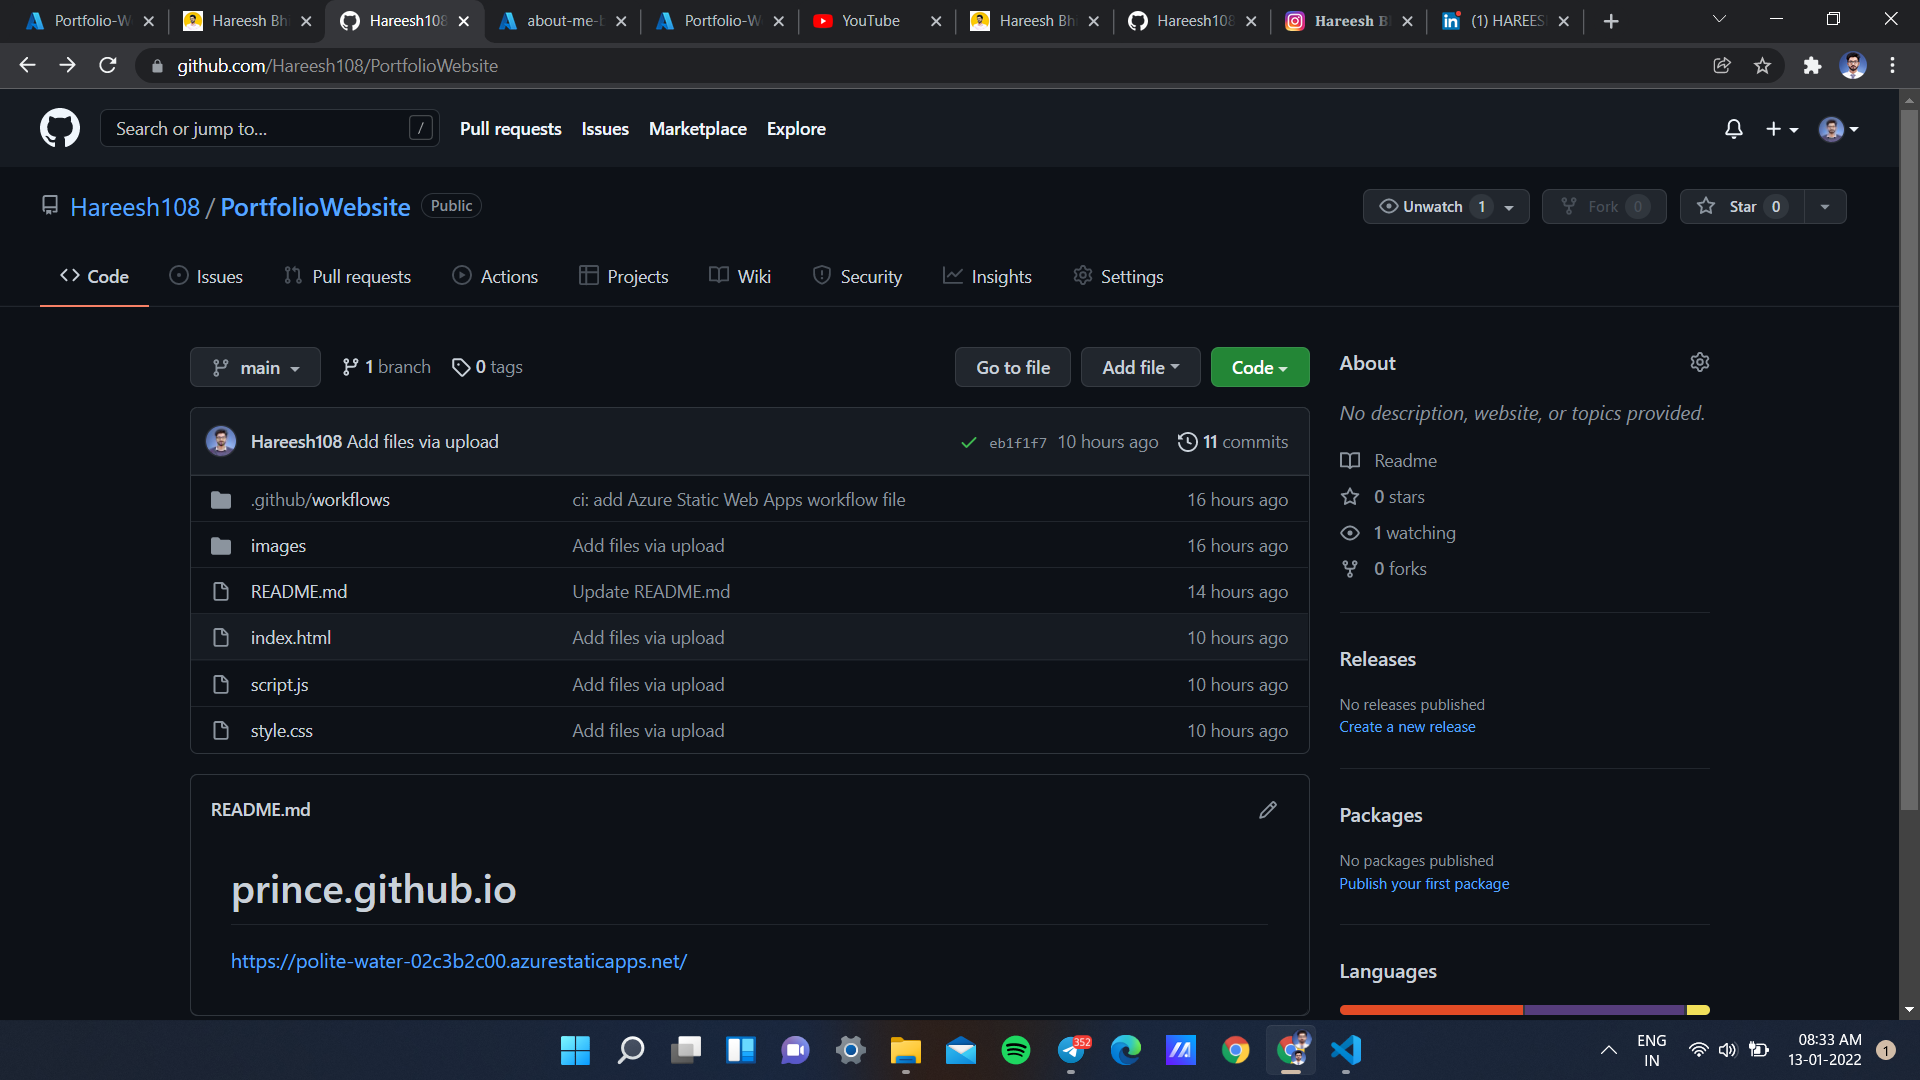 Portfolio-W
Hareesh Bhi
Hareesh108
about-me-b
Portfolio-W
YouTube
Hareesh Bhi
Hareesh108
Hareesh B
(1) HAREES
github.com/Hareesh108/PortfolioWebsite
Search or jump to... /
Pull requests Issues Marketplace Explore
Hareesh108 / PortfolioWebsite Public
Unwatch 1 Fork 0 Star 0
Code Issues Pull requests Actions Projects Wiki Security Insights Settings
main 1 branch 0 tags Go to file Add file Code
Hareesh108 Add files via upload eb1f1f7 10 hours ago 11 commits
.github/workflows ci: add Azure Static Web Apps workflow file 16 hours ago
images Add files via upload 16 hours ago
README.md Update README.md 14 hours ago
index.html Add files via upload 10 hours ago
script.js Add files via upload 10 hours ago
style.css Add files via upload 10 hours ago
README.md
prince.github.io
https://polite-water-02c3b2c00.azurestaticapps.net/
About
No description, website, or topics provided.
Readme
0 stars
1 watching
0 forks
Releases
No releases published
Create a new release
Packages
No packages published
Publish your first package
Languages
352
ENG
IN
08:33 AM
13-01-2022
1